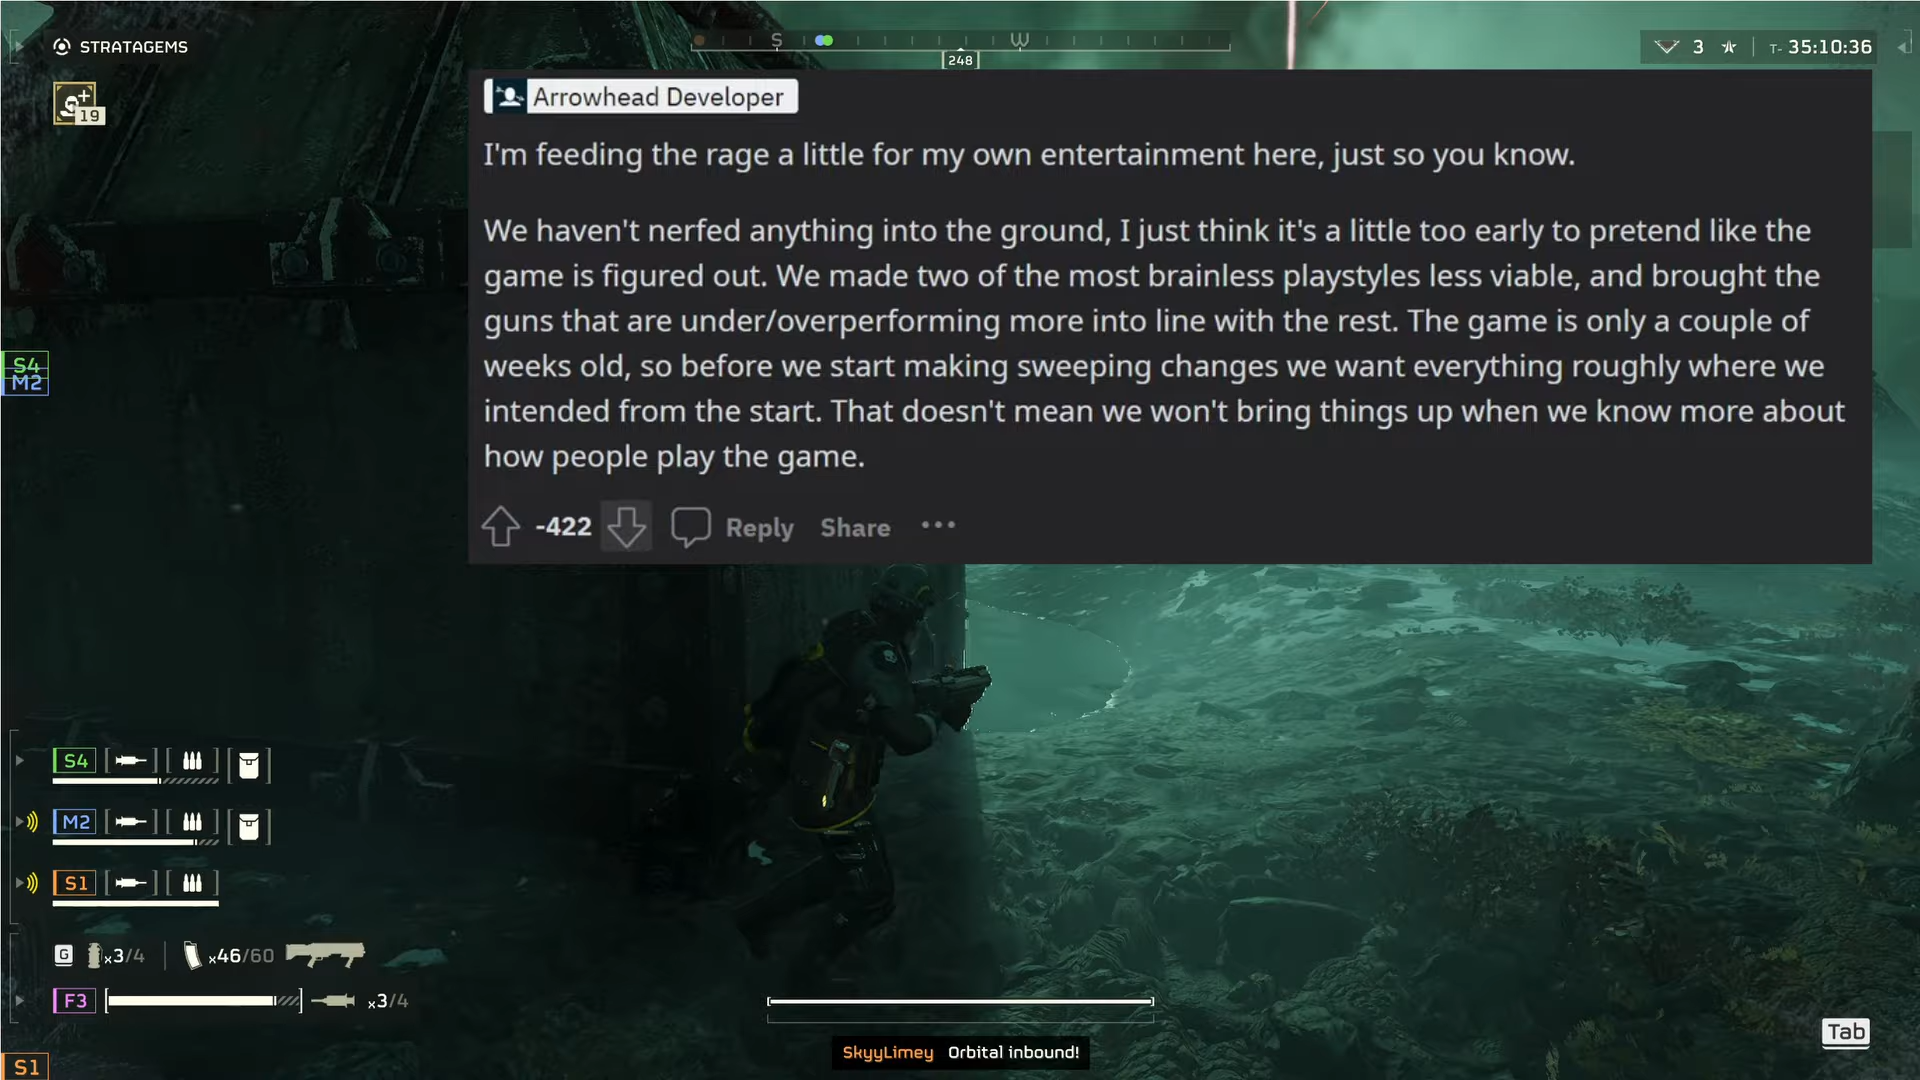 STRATAGEMS
S
W
248
3
T- 35:10:36
19
Arrowhead Developer
I'm feeding the rage a little for my own entertainment here, just so you know.
We haven't nerfed anything into the ground, I just think it's a little too early to pretend like the
game is figured out. We made two of the most brainless playstyles less viable, and brought the
guns that are under/overperforming more into line with the rest. The game is only a couple of
weeks old, so before we start making sweeping changes we want everything roughly where we
intended from the start. That doesn't mean we won't bring things up when we know more about
how people play the game.
-422 Reply Share
S4
M2
S4
M2
S1
G x3/4 x46/60
F3 x3/4
SkyyLimey Orbital inbound!
Tab
S1